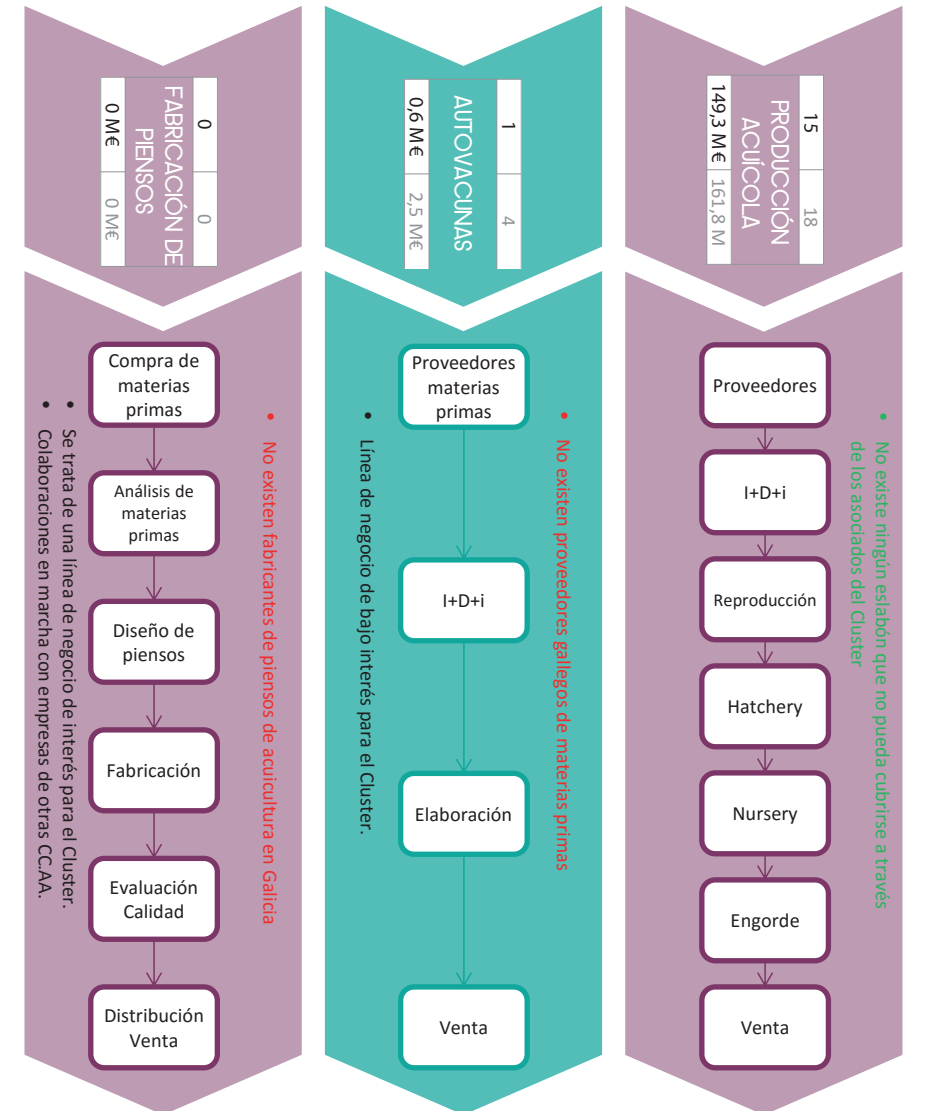 15
18
PRODUCCIÓN
ACUÍCOLA
149,3 M€
161,8 M
No existe ningún eslabón que no pueda cubrirse a través
de los asociados del Cluster
Proveedores
I+D+i
Reproducción
Hatchery
Nursery
Engorde
Venta
1
4
AUTOVACUNAS
0,6 M€
2,5 M€
• No existen proveedores gallegos de materias primas
Proveedores
materias
primas
I+D+i
Elaboración
Venta
• Línea de negocio de bajo interés para el Cluster.
0
0
FABRICACIÓN DE
PIENSOS
0 M€
0 M€
• No existen fabricantes de piensos de acuicultura en Galicia
Compra de
materias
primas
Análisis de
materias
primas
Diseño de
piensos
Fabricación
Evaluación
Calidad
Distribución
Venta
• Se trata de una línea de negocio de interés para el Cluster.
• Colaboraciones en marcha con empresas de otras CC.AA.